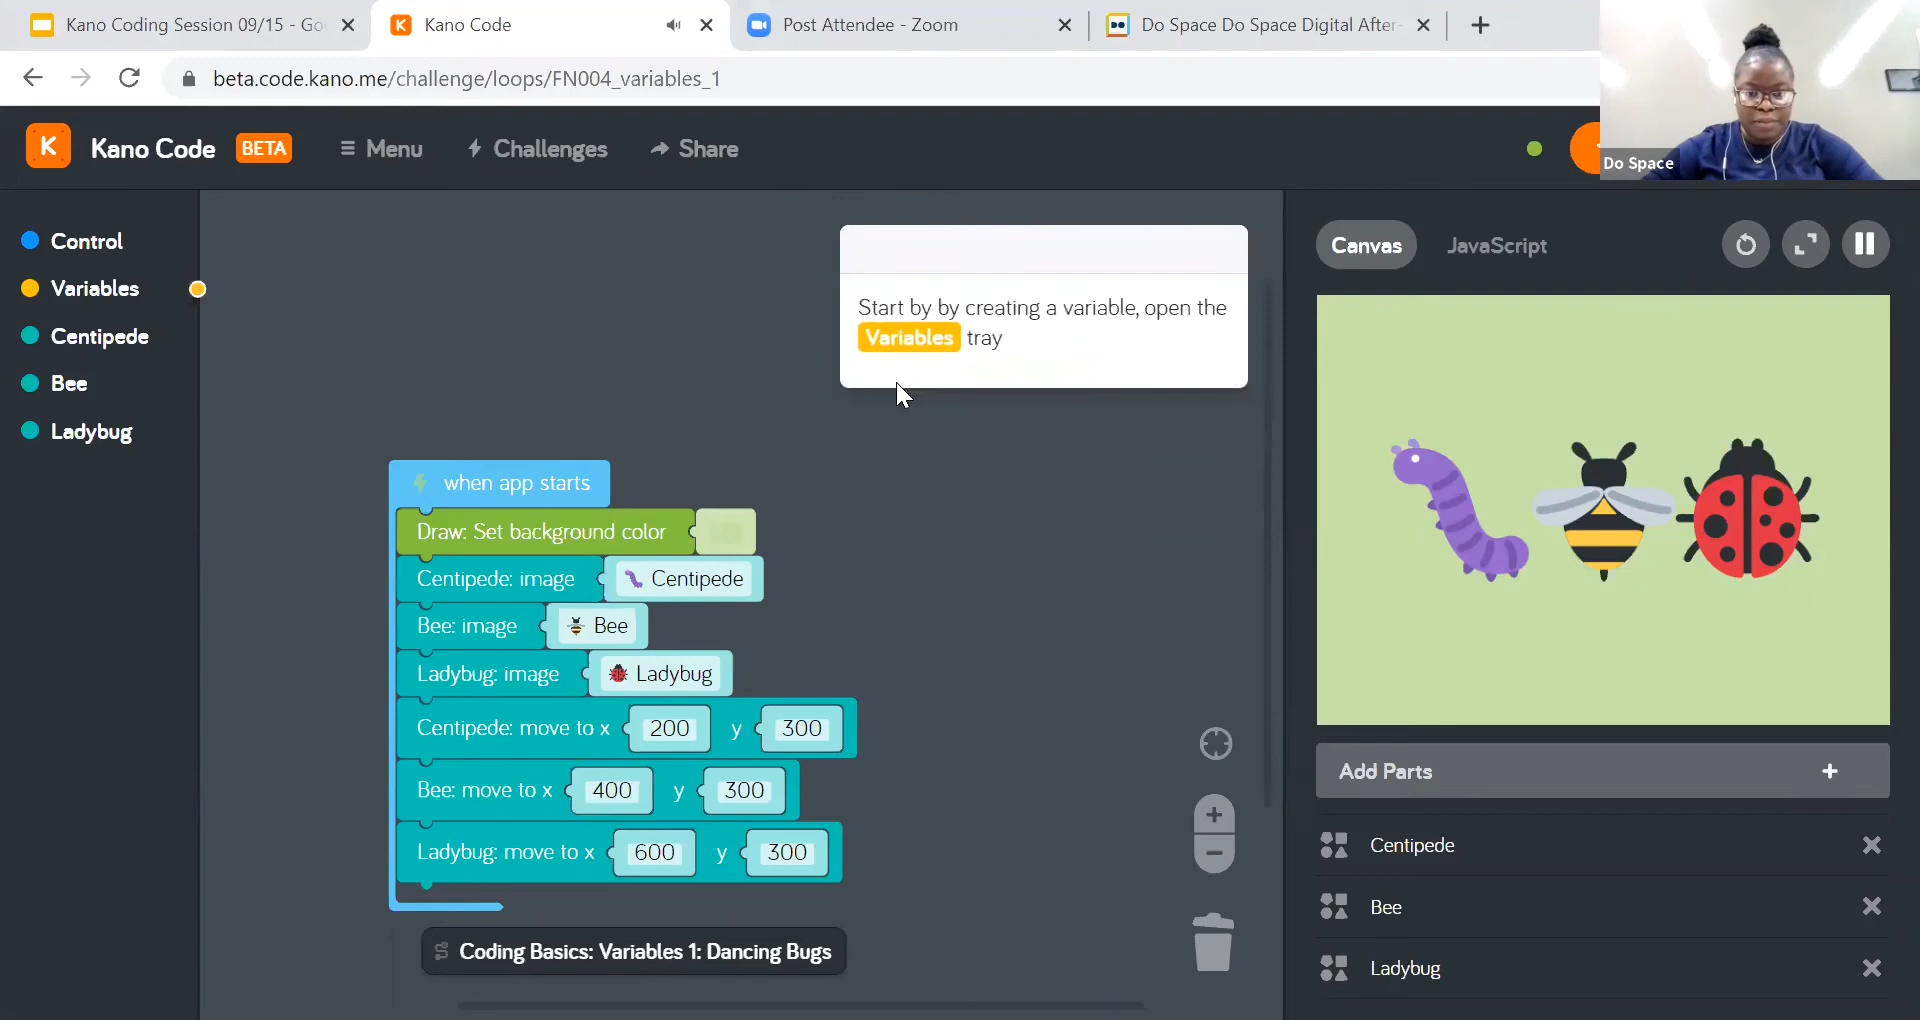 Kano Coding Session 09/15 - Go
Kano Code
Post Attendee - Zoom
Do Space Do Space Digital After-
beta.code.kano.me/challenge/loops/FN004_variables_1
K
Kano Code
BETA
Menu
Challenges
Share
Do Space
Control
Variables
Centipede
Bee
Ladybug
Start by by creating a variable, open the
Variables tray
when app starts
Draw: Set background color
Centipede: image Centipede
Bee: image Bee
Ladybug: image Ladybug
Centipede: move to x 200 y 300
Bee: move to x 400 y 300
Ladybug: move to x 600 y 300
Coding Basics: Variables 1: Dancing Bugs
Canvas
JavaScript
Add Parts +
Centipede
Bee
Ladybug